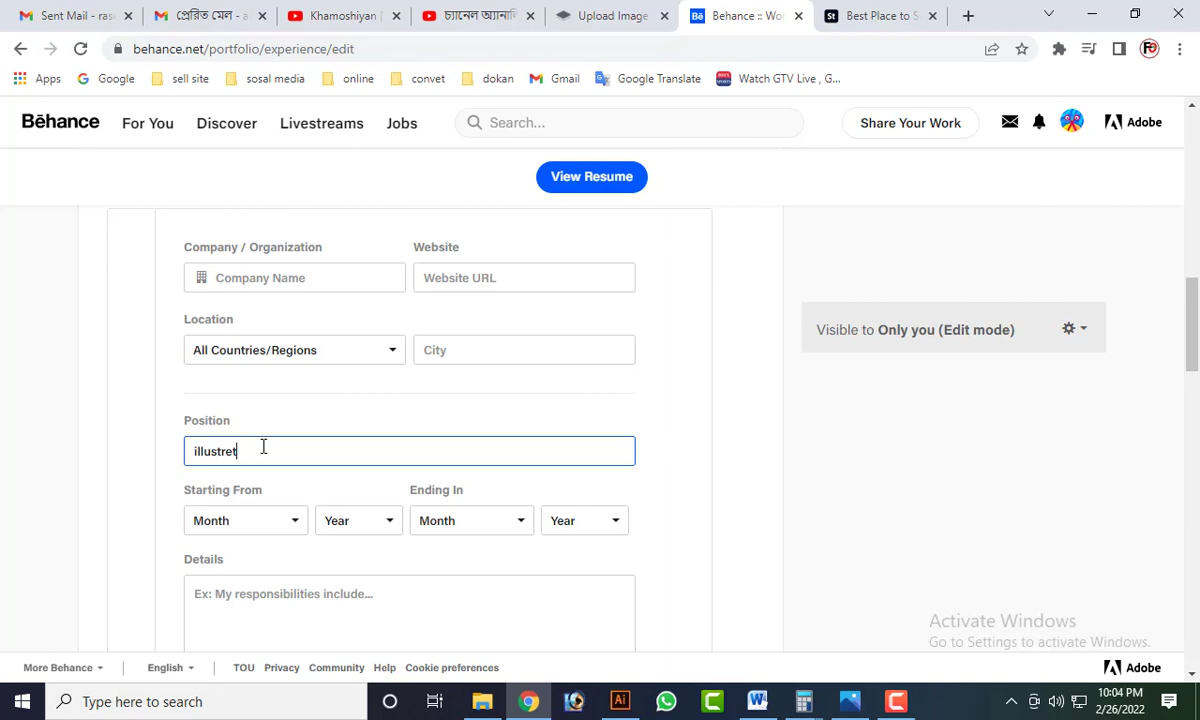 Sent Mail - ras
প্রেরিত মেল - a
Khamoshiyan
চ্যানেল অ্যানালি
Upload Image
Behance :: Wo
Best Place to S
behance.net/portfolio/experience/edit
Apps
Google
sell site
sosal media
online
convet
dokan
Gmail
Google Translate
Watch GTV Live , G...
Bēhance
For You
Discover
Livestreams
Jobs
Search...
Share Your Work
Adobe
View Resume
Company / Organization
Website
Company Name
Website URL
Location
All Countries/Regions
City
Visible to Only you (Edit mode)
Position
illustret
Starting From
Ending In
Month
Year
Month
Year
Details
Ex: My responsibilities include...
Activate Windows
Go to Settings to activate Windows.
More Behance
English
TOU
Privacy
Community
Help
Cookie preferences
Adobe
Type here to search
10:04 PM
2/26/2022